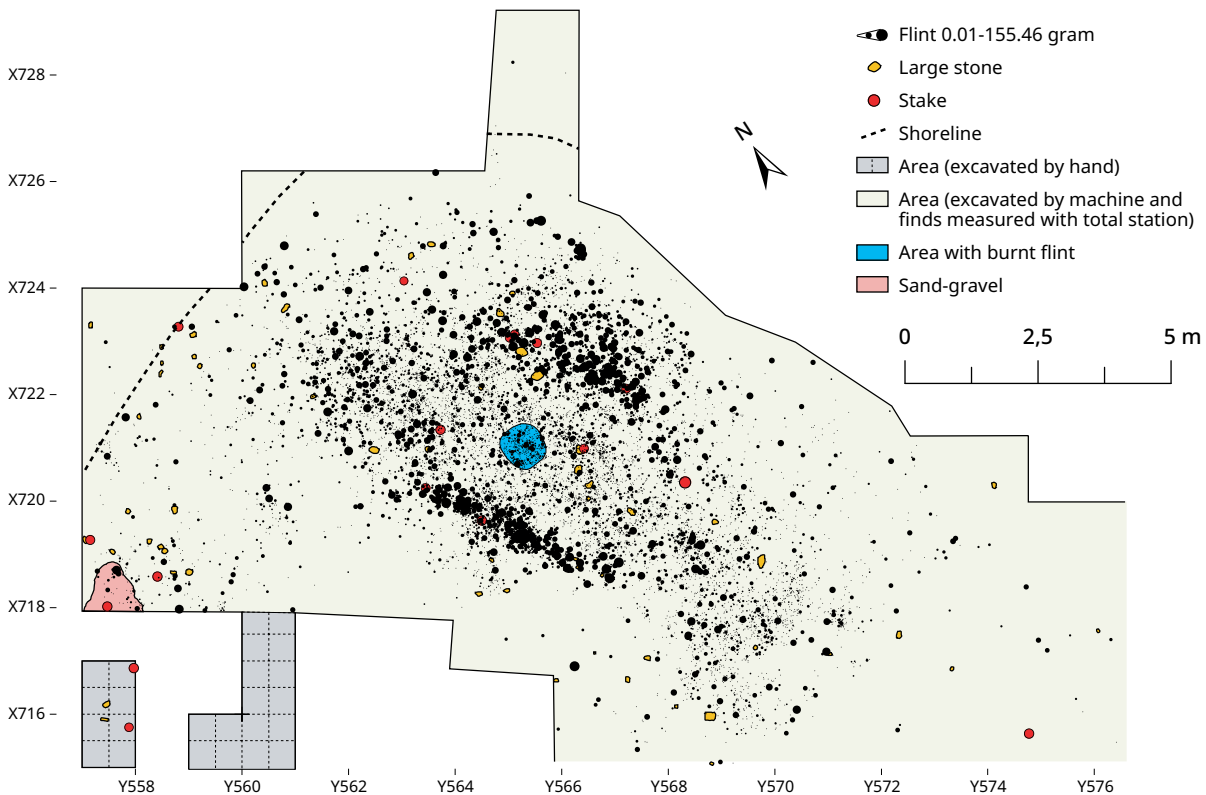 Flint 0.01-155.46 gram
Large stone
Stake
Shoreline
Area (excavated by hand)
Area (excavated by machine and
finds measured with total station)
Area with burnt flint
Sand-gravel
N
0 2,5 5 m
X728
X726
X724
X722
X720
X718
X716
Y558 Y560 Y562 Y564 Y566 Y568 Y570 Y572 Y574 Y576